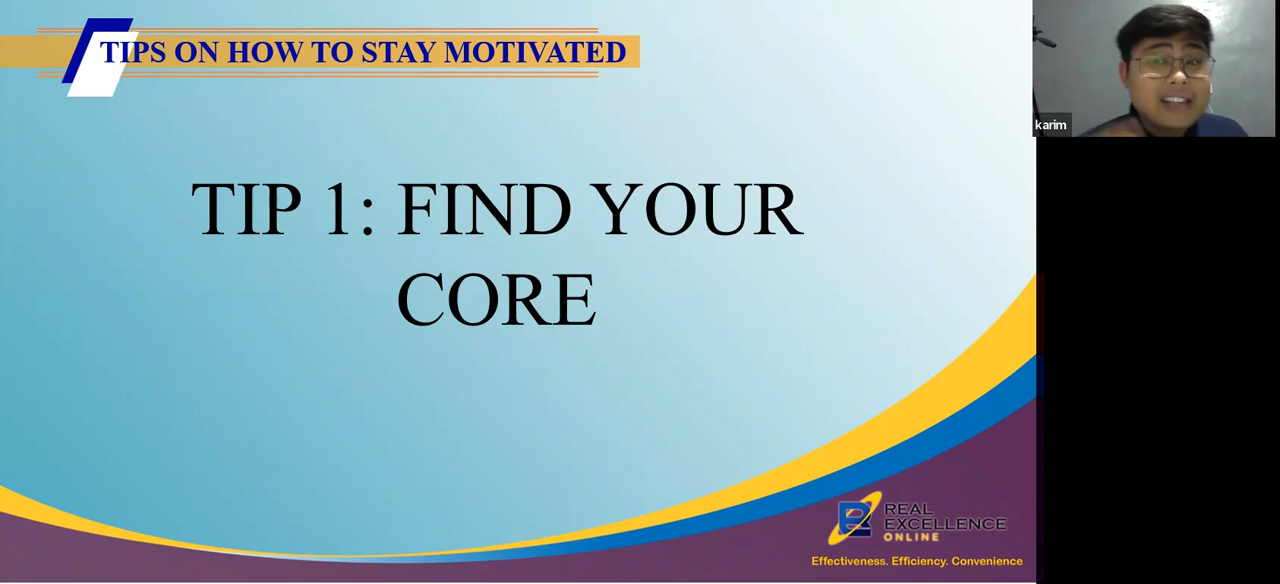 TIPS ON HOW TO STAY MOTIVATED
karim
TIP 1: FIND YOUR
CORE
REAL
EXCELLENCE
ONLINE
Effectiveness. Efficiency. Convenience